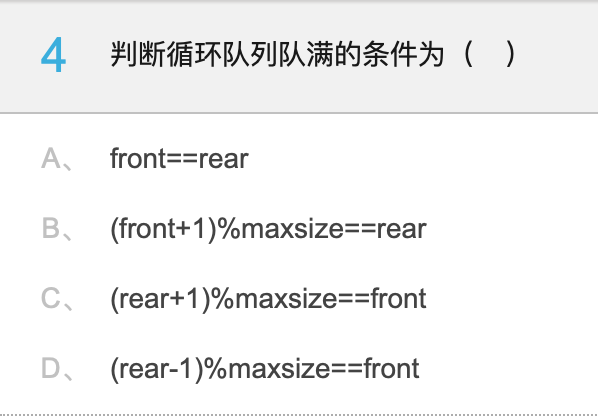 4 判断循环队列队满的条件为（ ）
A、 front==rear
B、 (front+1)%maxsize==rear
C、 (rear+1)%maxsize==front
D、 (rear-1)%maxsize==front